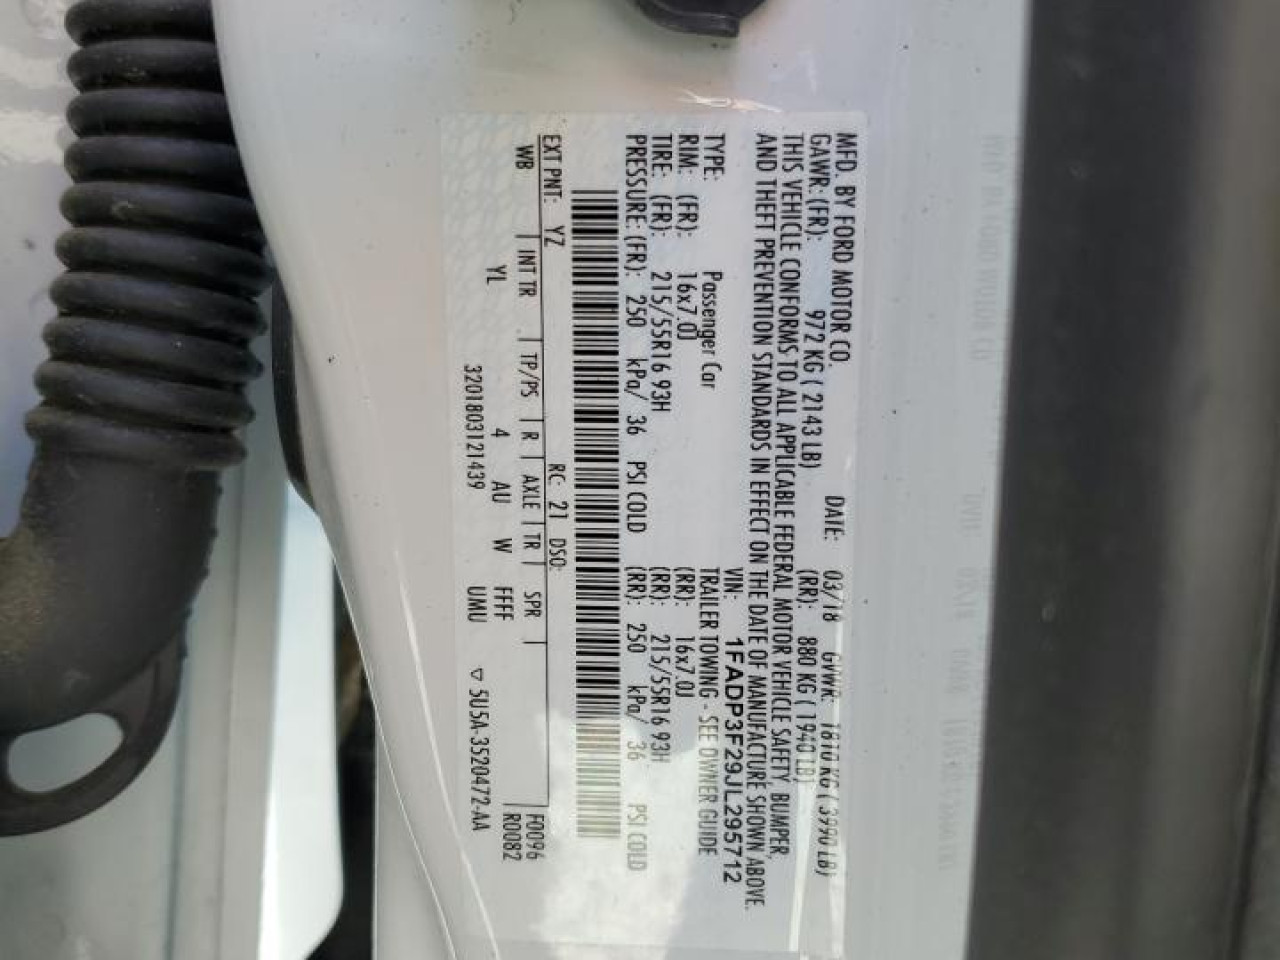 MFD. BY FORD MOTOR CO. DATE: 03/18 GVWR: 1810 KG ( 3990 LB)
GAWR: (FR): 972 KG ( 2143 LB) (RR): 880 KG ( 1940 LB)
THIS VEHICLE CONFORMS TO ALL APPLICABLE FEDERAL MOTOR VEHICLE SAFETY, BUMPER,
AND THEFT PREVENTION STANDARDS IN EFFECT ON THE DATE OF MANUFACTURE SHOWN ABOVE.
VIN: 1FADP3F29JL295712
TYPE: Passenger Car TRAILER TOWING - SEE OWNER GUIDE
RIM: (FR): 16x7.0J (RR): 16x7.0J
TIRE: (FR): 215/55R16 93H (RR): 215/55R16 93H
PRESSURE: (FR): 250 kPa/ 36 PSI COLD (RR): 250 kPa/ 36 PSI COLD
EXT PNT: YZ RC: 21 DSO: F0096
WB INT TR TP/PS R AXLE TR SPR R0082
YL 4 AU W FFFF
3201803121439 UMU ▽ 5U5A-3520472-AA